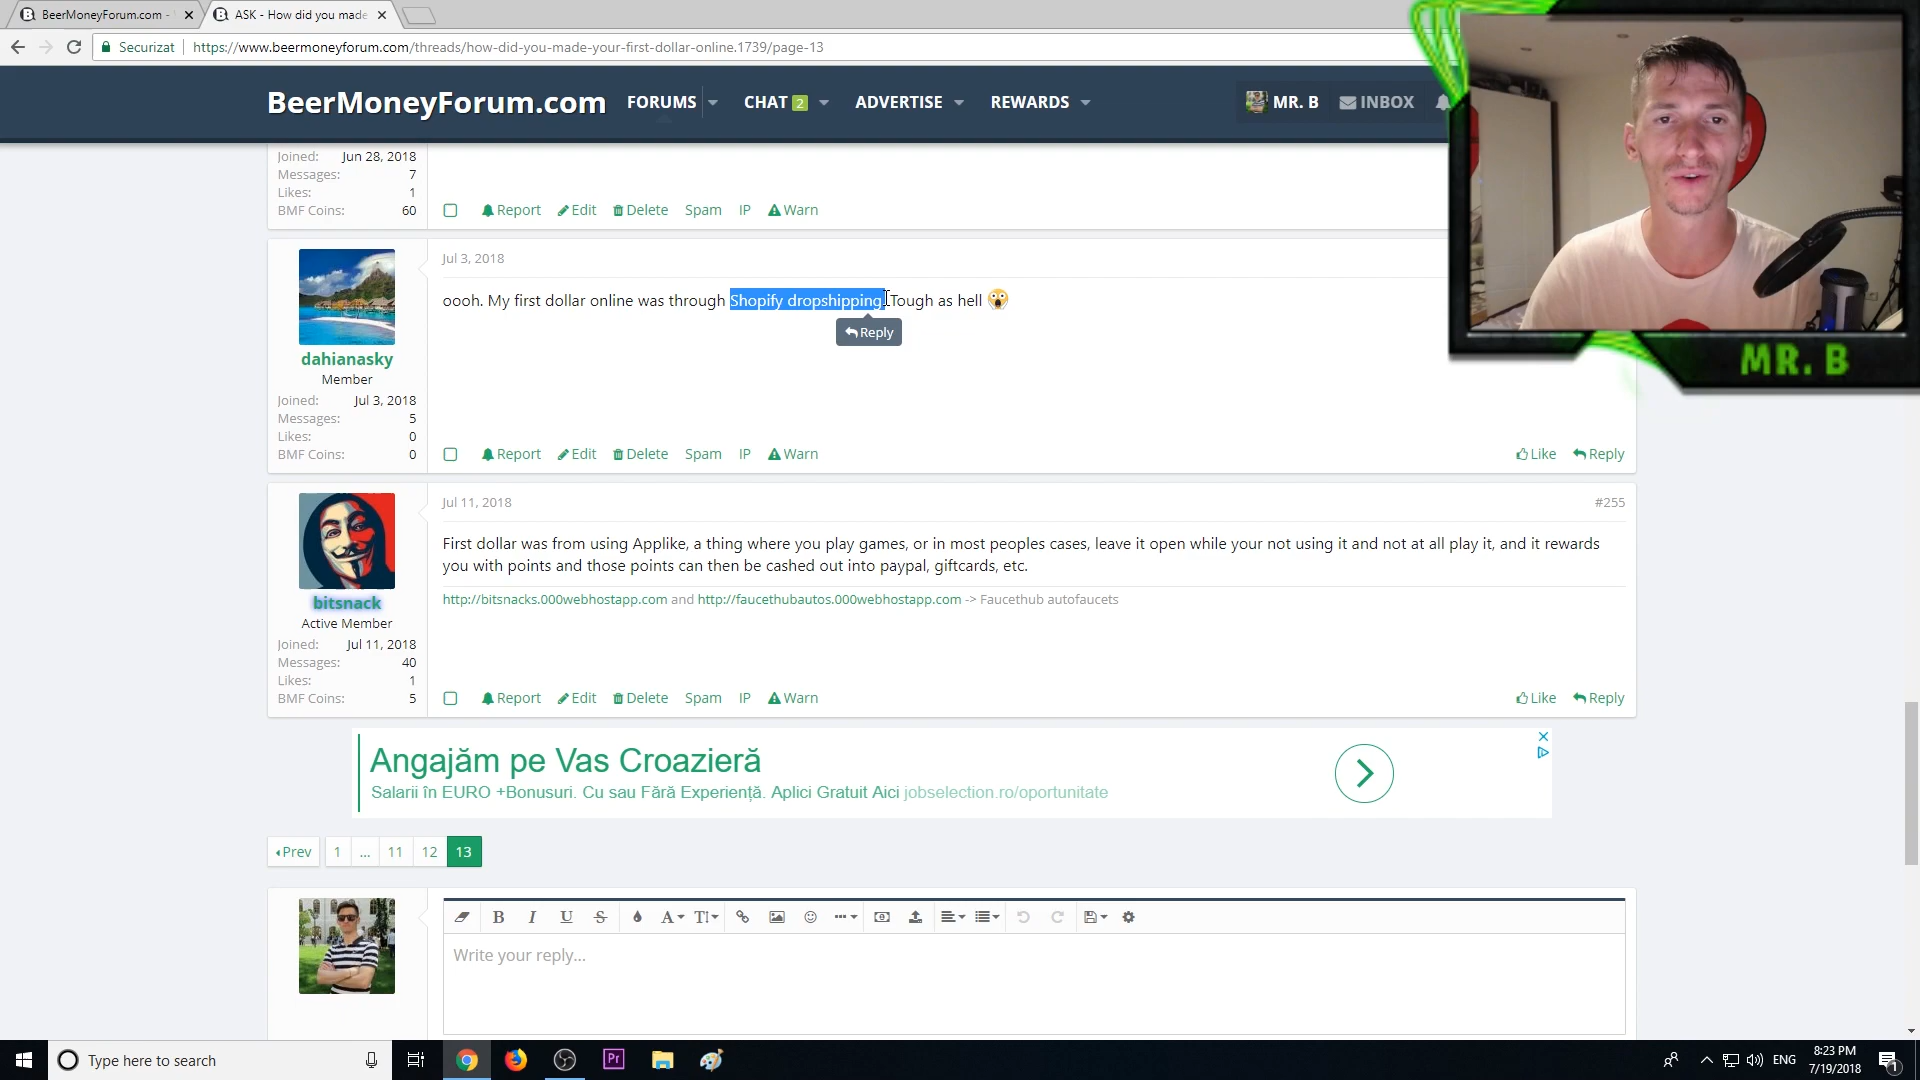 BeerMoneyForum.com -
ASK - How did you made
Securizat
https://www.beermoneyforum.com/threads/how-did-you-made-your-first-dollar-online.1739/page-13
BeerMoneyForum.com
FORUMS
CHAT 2
ADVERTISE
REWARDS
MR. B
INBOX
MR. B
Joined: Jun 28, 2018
Messages: 7
Likes: 1
BMF Coins: 60
Report Edit Delete Spam IP Warn
Jul 3, 2018
oooh. My first dollar online was through Shopify dropshipping. Tough as hell
Reply
dahianasky
Member
Joined: Jul 3, 2018
Messages: 5
Likes: 0
BMF Coins: 0
Report Edit Delete Spam IP Warn
Like Reply
Jul 11, 2018
#255
First dollar was from using Applike, a thing where you play games, or in most peoples cases, leave it open while your not using it and not at all play it, and it rewards
you with points and those points can then be cashed out into paypal, giftcards, etc.
http://bitsnacks.000webhostapp.com and http://faucethubautos.000webhostapp.com -> Faucethub autofaucets
bitsnack
Active Member
Joined: Jul 11, 2018
Messages: 40
Likes: 1
BMF Coins: 5
Report Edit Delete Spam IP Warn
Like Reply
Angajăm pe Vas Croazieră
Salarii în EURO +Bonusuri. Cu sau Fără Experiență. Aplici Gratuit Aici jobselection.ro/oportunitate
Prev 1 ... 11 12 13
B I U S A TI
Write your reply...
Type here to search
Pr
ENG
8:23 PM
7/19/2018
1